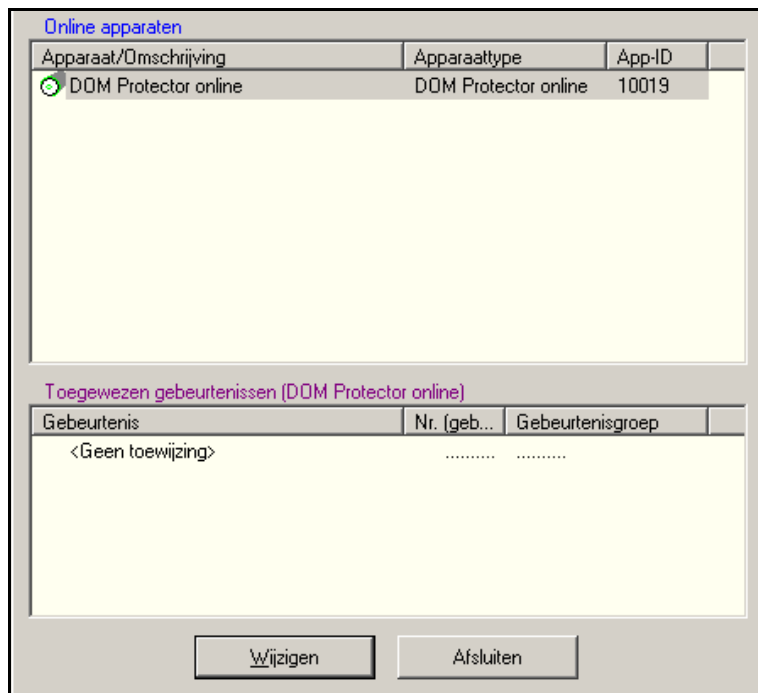 Online apparaten
Apparaat/Omschrijving Apparaattype App-ID
DOM Protector online DOM Protector online 10019
Toegewezen gebeurtenissen (DOM Protector online)
Gebeurtenis Nr. (geb... Gebeurtenisgroep
<Geen toewijzing> .......... ..........
Wijzigen Afsluiten